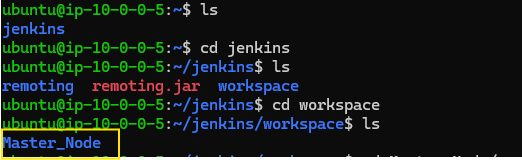 ubuntu@ip-10-0-0-5:~$ ls
jenkins
ubuntu@ip-10-0-0-5:~$ cd jenkins
ubuntu@ip-10-0-0-5:~/jenkins$ ls
remoting  remoting.jar  workspace
ubuntu@ip-10-0-0-5:~/jenkins$ cd workspace
ubuntu@ip-10-0-0-5:~/jenkins/workspace$ ls
Master_Node